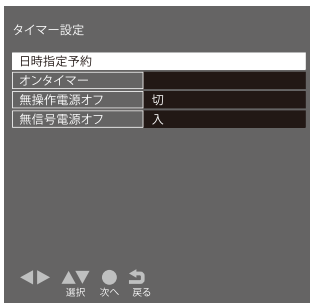 タイマー設定
日時指定予約
オンタイマー
無操作電源オフ 切
無信号電源オフ 入
選択 次へ 戻る